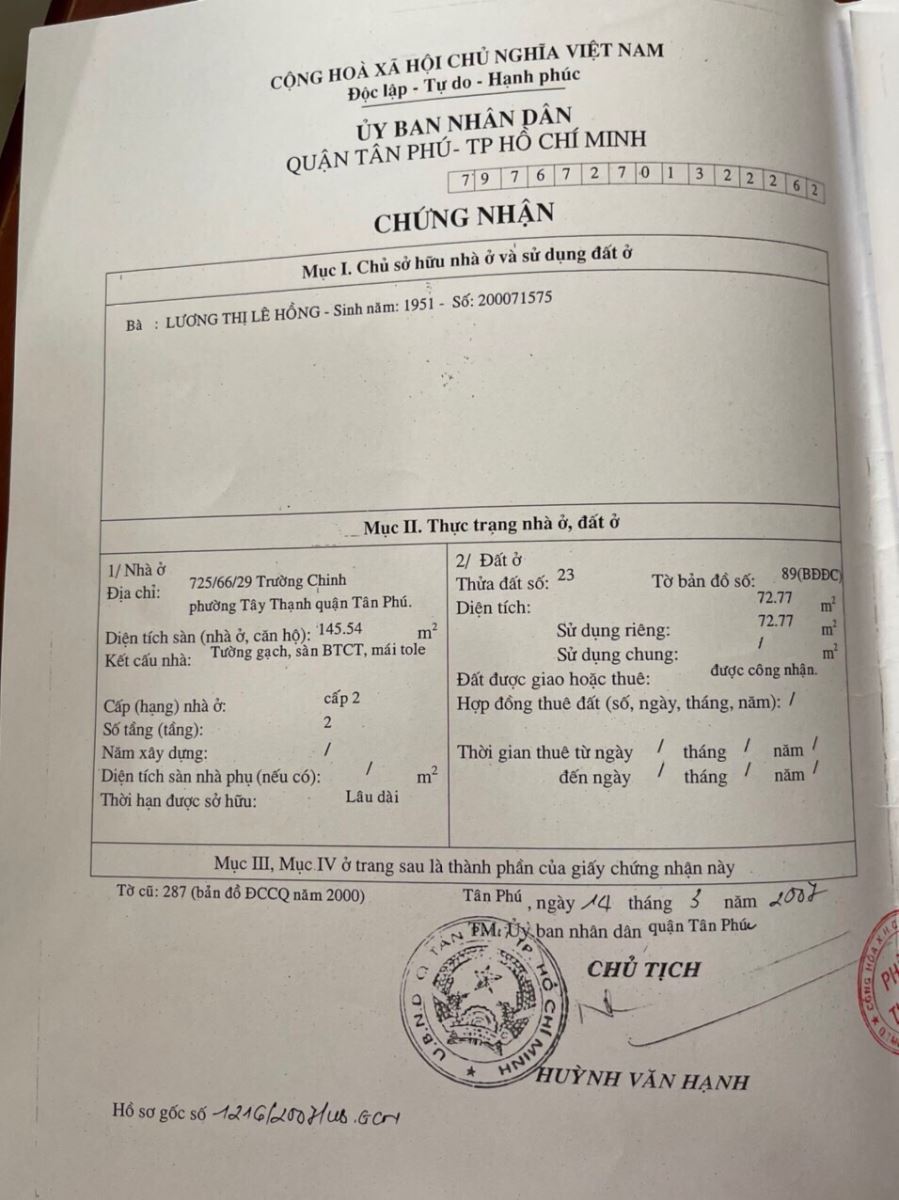 CỘNG HOÀ XÃ HỘI CHỦ NGHĨA VIỆT NAM
Độc lập - Tự do - Hạnh phúc
ỦY BAN NHÂN DÂN
QUẬN TÂN PHÚ- TP HỒ CHÍ MINH
7 9 7 6 7 2 7 0 1 3 2 2 2 6 2
CHỨNG NHẬN
Mục I. Chủ sở hữu nhà ở và sử dụng đất ở
Bà : LƯƠNG THỊ LÊ HỒNG - Sinh năm: 1951 - Số: 200071575
Mục II. Thực trạng nhà ở, đất ở
1/ Nhà ở
Địa chỉ: 725/66/29 Trường Chinh
phường Tây Thạnh quận Tân Phú.
Diện tích sàn (nhà ở, căn hộ): 145.54 m²
Kết cấu nhà: Tường gạch, sàn BTCT, mái tole
Cấp (hạng) nhà ở: cấp 2
Số tầng (tầng): 2
Năm xây dựng: /
Diện tích sàn nhà phụ (nếu có): / m²
Thời hạn được sở hữu: Lâu dài
2/ Đất ở
Thửa đất số: 23 Tờ bản đồ số: 89(BĐĐC)
Diện tích: 72.77 m²
Sử dụng riêng: 72.77 m²
Sử dụng chung: / m²
Đất được giao hoặc thuê: được công nhận.
Hợp đồng thuê đất (số, ngày, tháng, năm): /
Thời gian thuê từ ngày / tháng / năm /
đến ngày / tháng / năm /
Mục III, Mục IV ở trang sau là thành phần của giấy chứng nhận này
Tờ cũ: 287 (bản đồ ĐCCQ năm 2000)
Tân Phú, ngày 14 tháng 3 năm 2007
TM. Ủy ban nhân dân quận Tân Phú
CHỦ TỊCH
U.B.N.D Q TÂN TP. HỒ CHÍ MINH
HUỲNH VĂN HẠNH
Hồ sơ gốc số 1216/2007/UB.GCN
CỘNG HÒA X.H.C